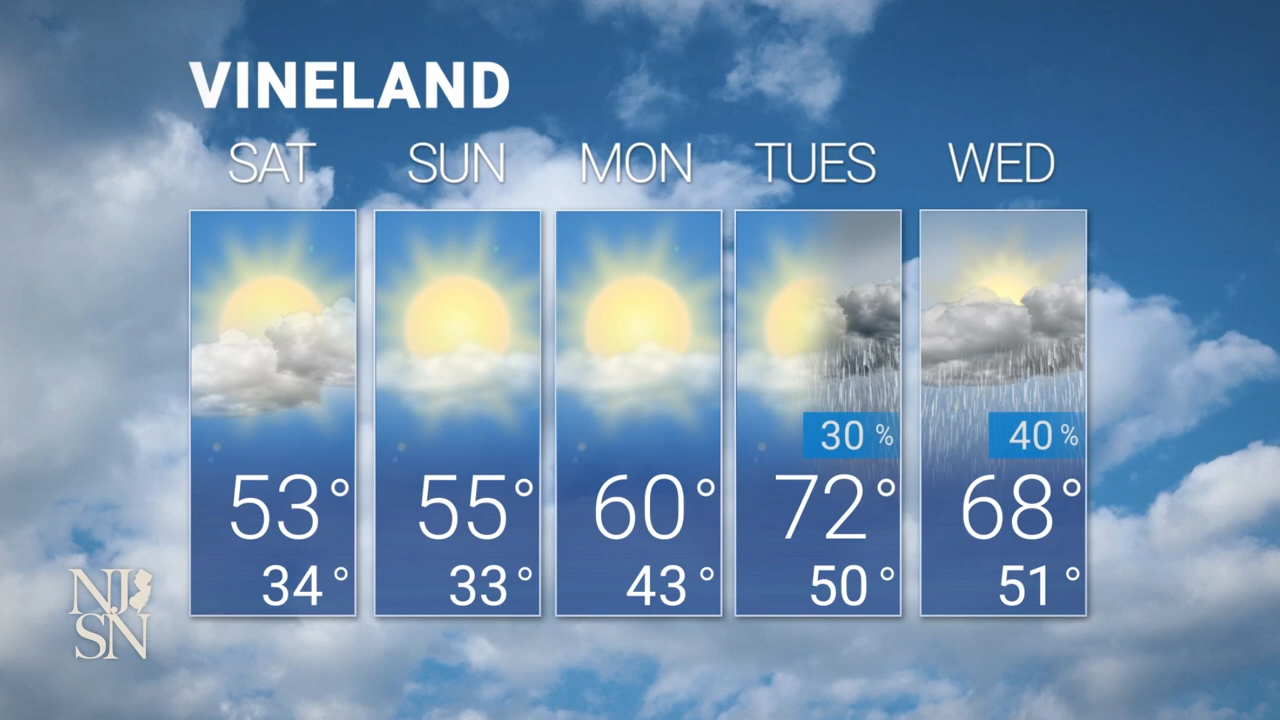 VINELAND
SAT SUN MON TUES WED
30 % 40 %
53° 55° 60° 72° 68°
34° 33° 43° 50° 51°
NJ
SN